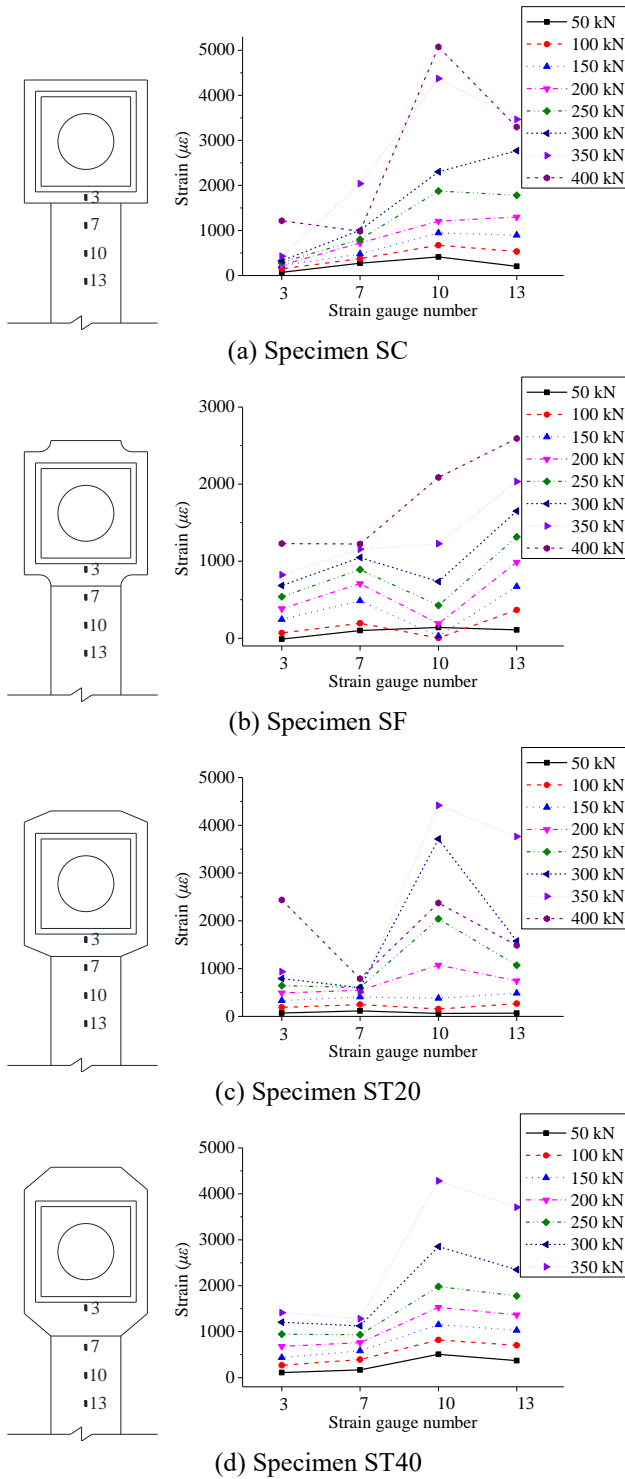 3
7
10
13
5000
4000
3000
2000
1000
0
Strain (με)
3 7 10 13
Strain gauge number
50 kN
100 kN
150 kN
200 kN
250 kN
300 kN
350 kN
400 kN
(a) Specimen SC
3
7
10
13
3000
2000
1000
0
Strain (με)
3 7 10 13
Strain gauge number
50 kN
100 kN
150 kN
200 kN
250 kN
300 kN
350 kN
400 kN
(b) Specimen SF
3
7
10
13
5000
4000
3000
2000
1000
0
Strain (με)
3 7 10 13
Strain gauge number
50 kN
100 kN
150 kN
200 kN
250 kN
300 kN
350 kN
400 kN
(c) Specimen ST20
3
7
10
13
5000
4000
3000
2000
1000
0
Strain (με)
3 7 10 13
Strain gauge number
50 kN
100 kN
150 kN
200 kN
250 kN
300 kN
350 kN
(d) Specimen ST40